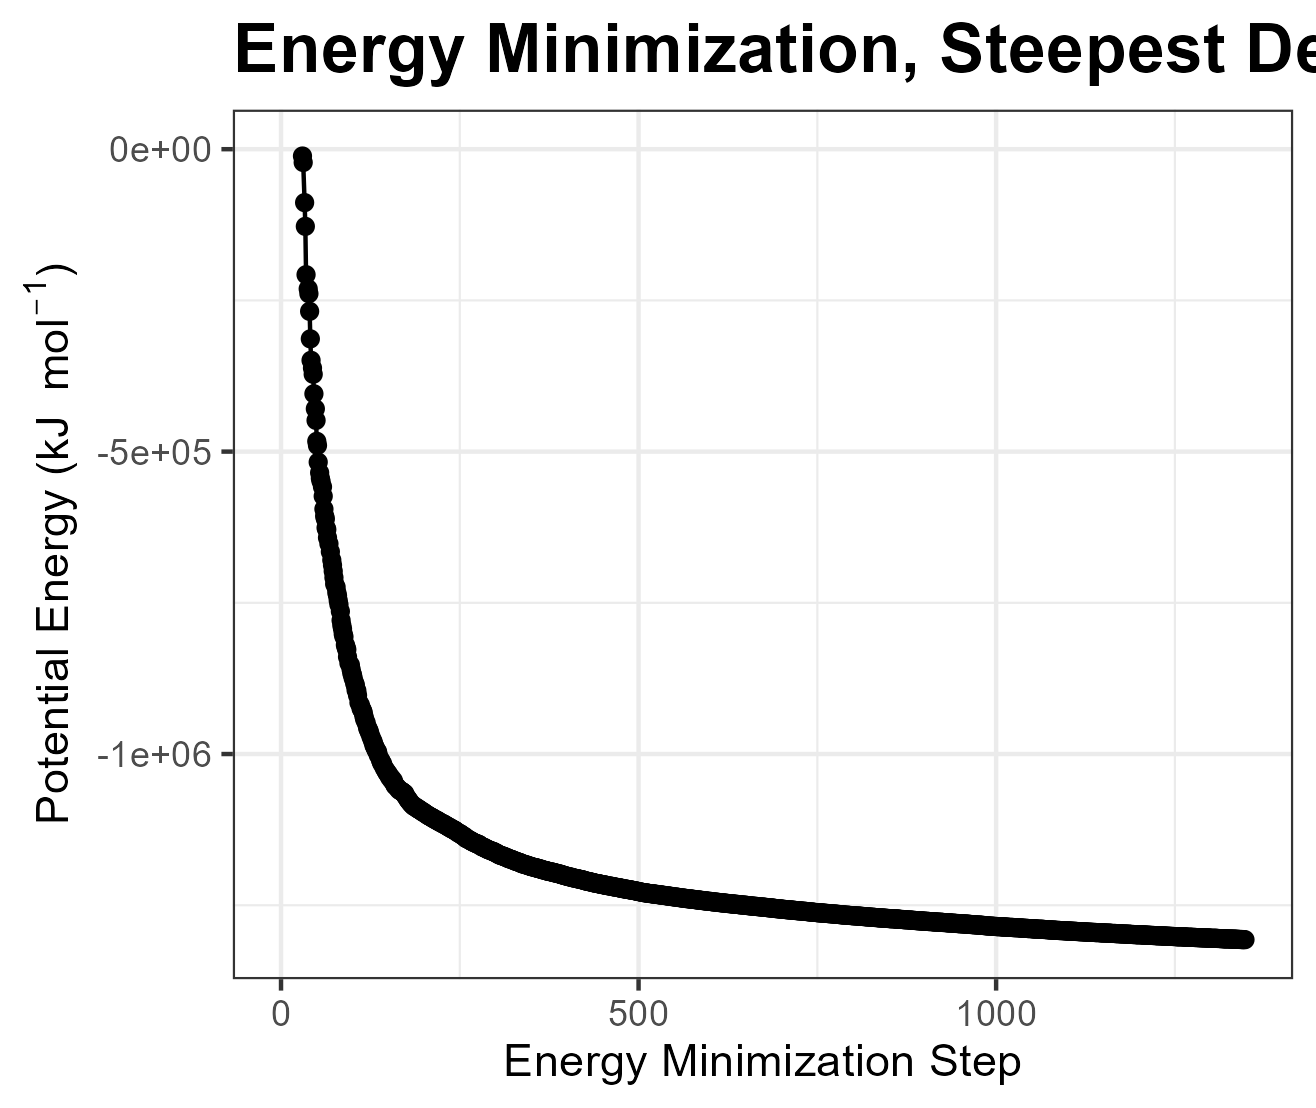 Energy Minimization, Steepest De
0e+00
-5e+05
-1e+06
Potential Energy (kJ mol⁻¹)
0 500 1000
Energy Minimization Step